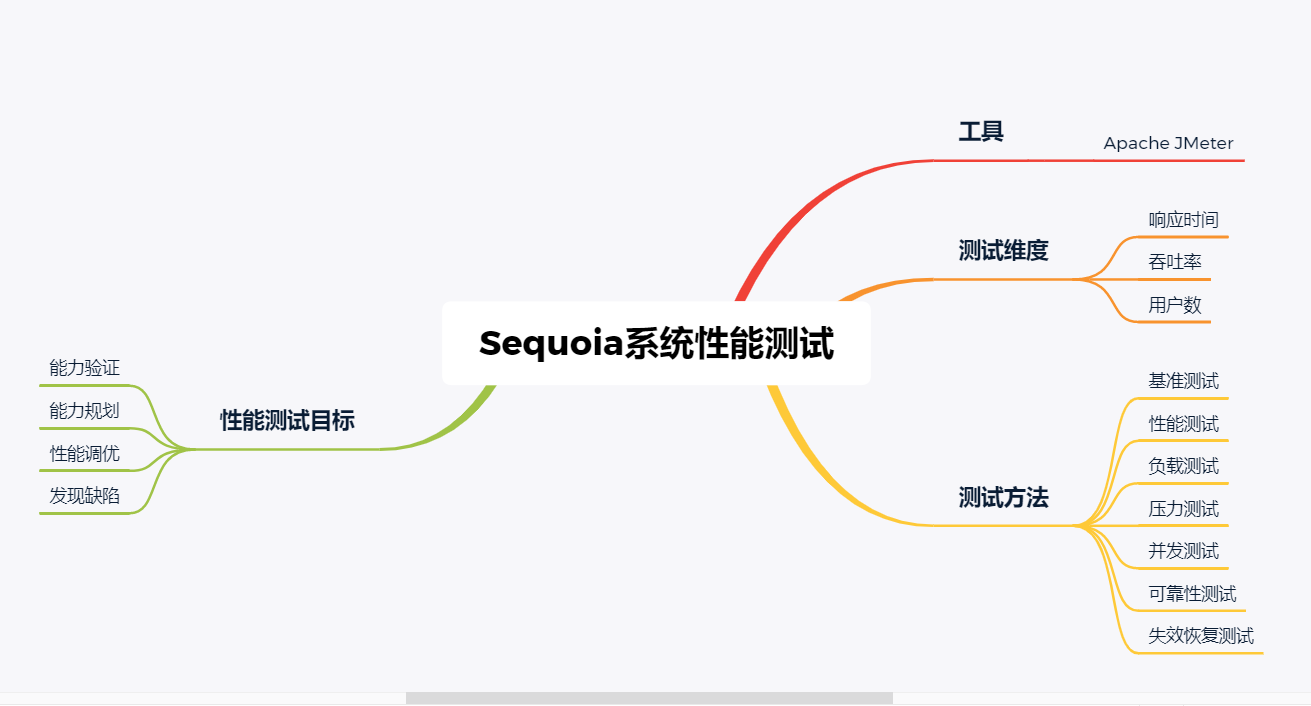 Sequoia系统性能测试
工具
Apache JMeter
测试维度
响应时间
吞吐率
用户数
测试方法
基准测试
性能测试
负载测试
压力测试
并发测试
可靠性测试
失效恢复测试
性能测试目标
能力验证
能力规划
性能调优
发现缺陷